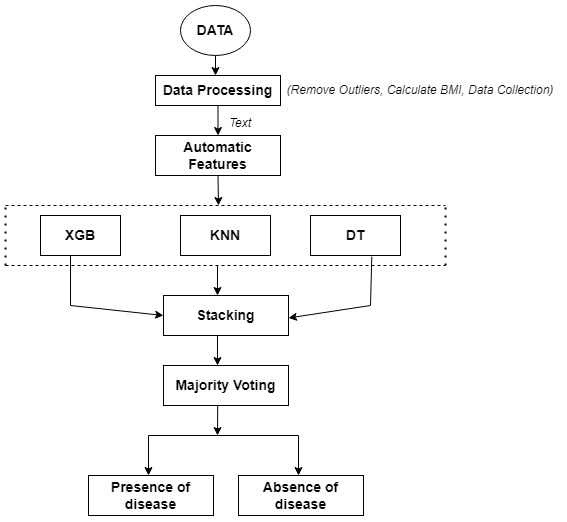 DATA
Data Processing
(Remove Outliers, Calculate BMI, Data Collection)
Text
Automatic
Features
XGB
KNN
DT
Stacking
Majority Voting
Presence of
disease
Absence of
disease